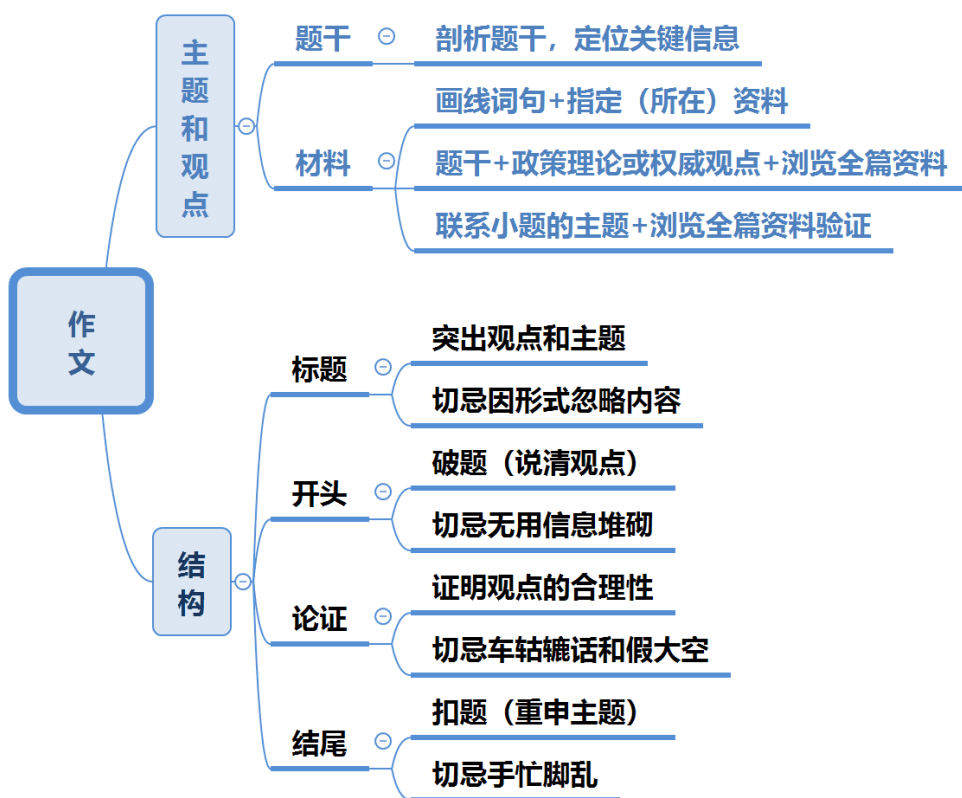 作文
主题和观点
题干
剖析题干，定位关键信息
材料
画线词句+指定（所在）资料
题干+政策理论或权威观点+浏览全篇资料
联系小题的主题+浏览全篇资料验证
结构
标题
突出观点和主题
切忌因形式忽略内容
开头
破题（说清观点）
切忌无用信息堆砌
论证
证明观点的合理性
切忌车轱辘话和假大空
结尾
扣题（重申主题）
切忌手忙脚乱